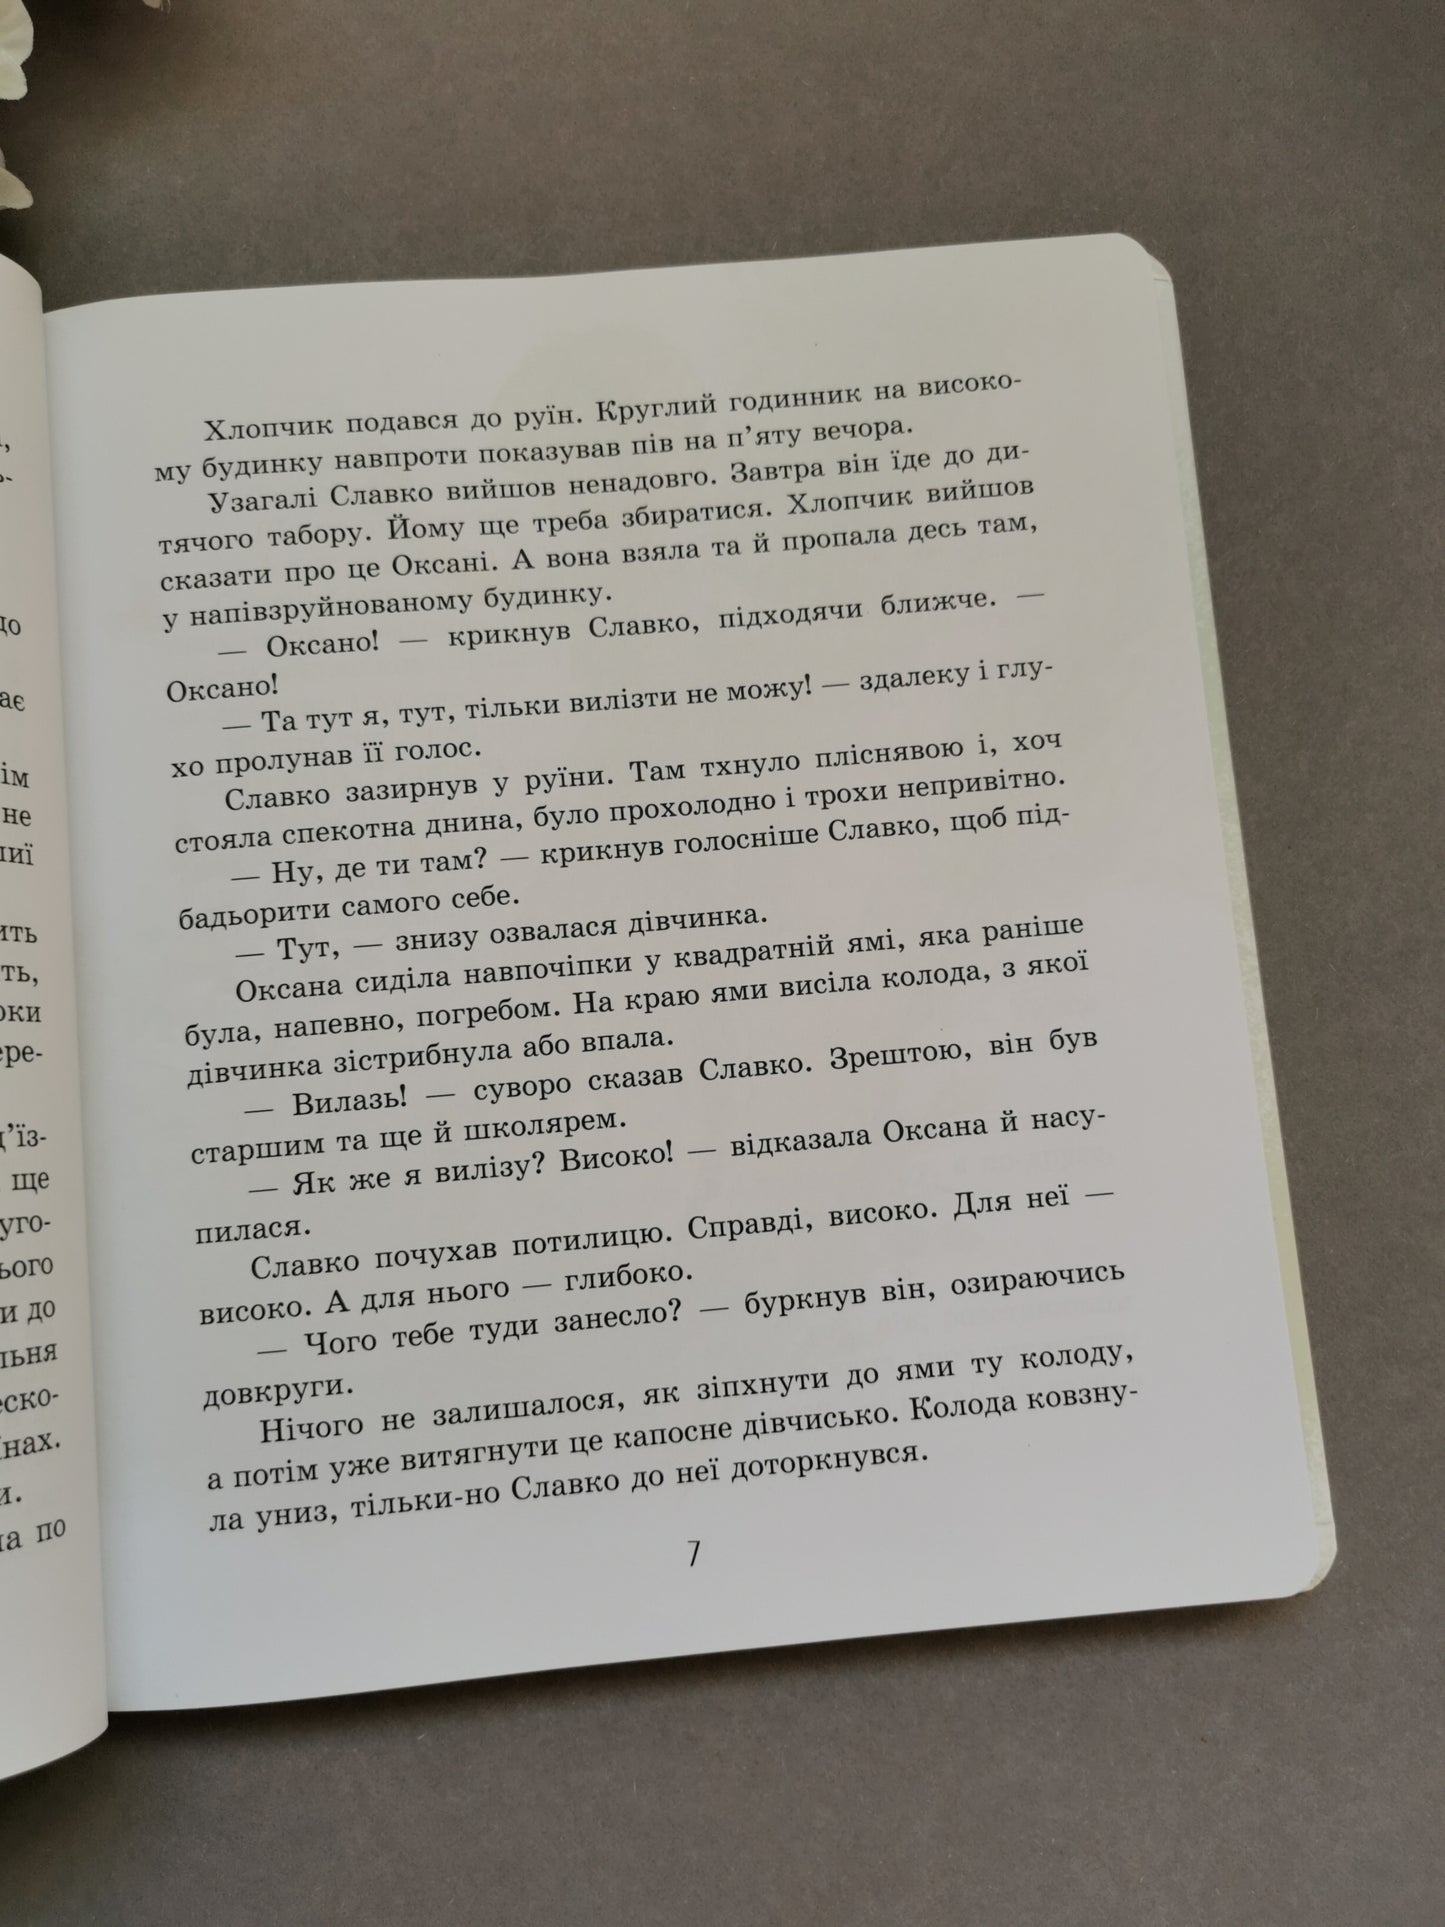 Хлопчик подався до руїн. Круглий годинник на високо-
му будинку навпроти показував пів на п’яту вечора.
Узагалі Славко вийшов ненадовго. Завтра він їде до ди-
тячого табору. Йому ще треба збиратися. Хлопчик вийшов
сказати про це Оксані. А вона взяла та й пропала десь там,
у напівзруйнованому будинку.
— Оксано! — крикнув Славко, підходячи ближче. —
Оксано!
— Та тут я, тут, тільки вилізти не можу! — здалеку і глу-
хо пролунав її голос.
Славко зазирнув у руїни. Там тхнуло пліснявою і, хоч
стояла спекотна днина, було прохолодно і трохи непривітно.
— Ну, де ти там? — крикнув голосніше Славко, щоб під-
бадьорити самого себе.
— Тут, — знизу озвалася дівчинка.
Оксана сиділа навпочіпки у квадратній ямі, яка раніше
була, напевно, погребом. На краю ями висіла колода, з якої
дівчинка зістрибнула або впала.
— Вилазь! — суворо сказав Славко. Зрештою, він був
старшим та ще й школярем.
— Як же я вилізу? Високо! — відказала Оксана й насу-
пилася.
Славко почухав потилицю. Справді, високо. Для неї —
високо. А для нього — глибоко.
— Чого тебе туди занесло? — буркнув він, озираючись
довкруги.
Нічого не залишалося, як зіпхнути до ями ту колоду,
а потім уже витягнути це капосне дівчисько. Колода ковзну-
ла униз, тільки-но Славко до неї доторкнувся.
7